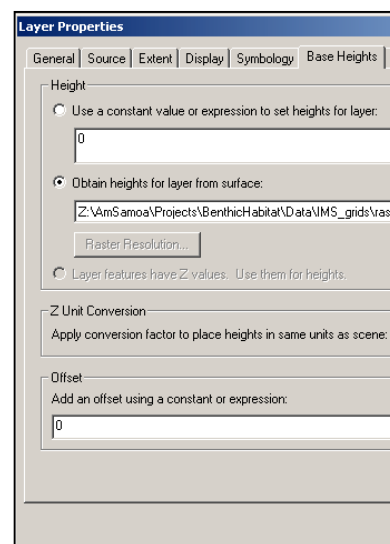 Layer Properties
General Source Extent Display Symbology Base Heights
Height
Use a constant value or expression to set heights for layer:
0
Obtain heights for layer from surface:
Z:\AmSamoa\Projects\BenthicHabitat\Data\IMS_grids\ras
Raster Resolution...
Layer features have Z values. Use them for heights.
Z Unit Conversion
Apply conversion factor to place heights in same units as scene:
Offset
Add an offset using a constant or expression:
0